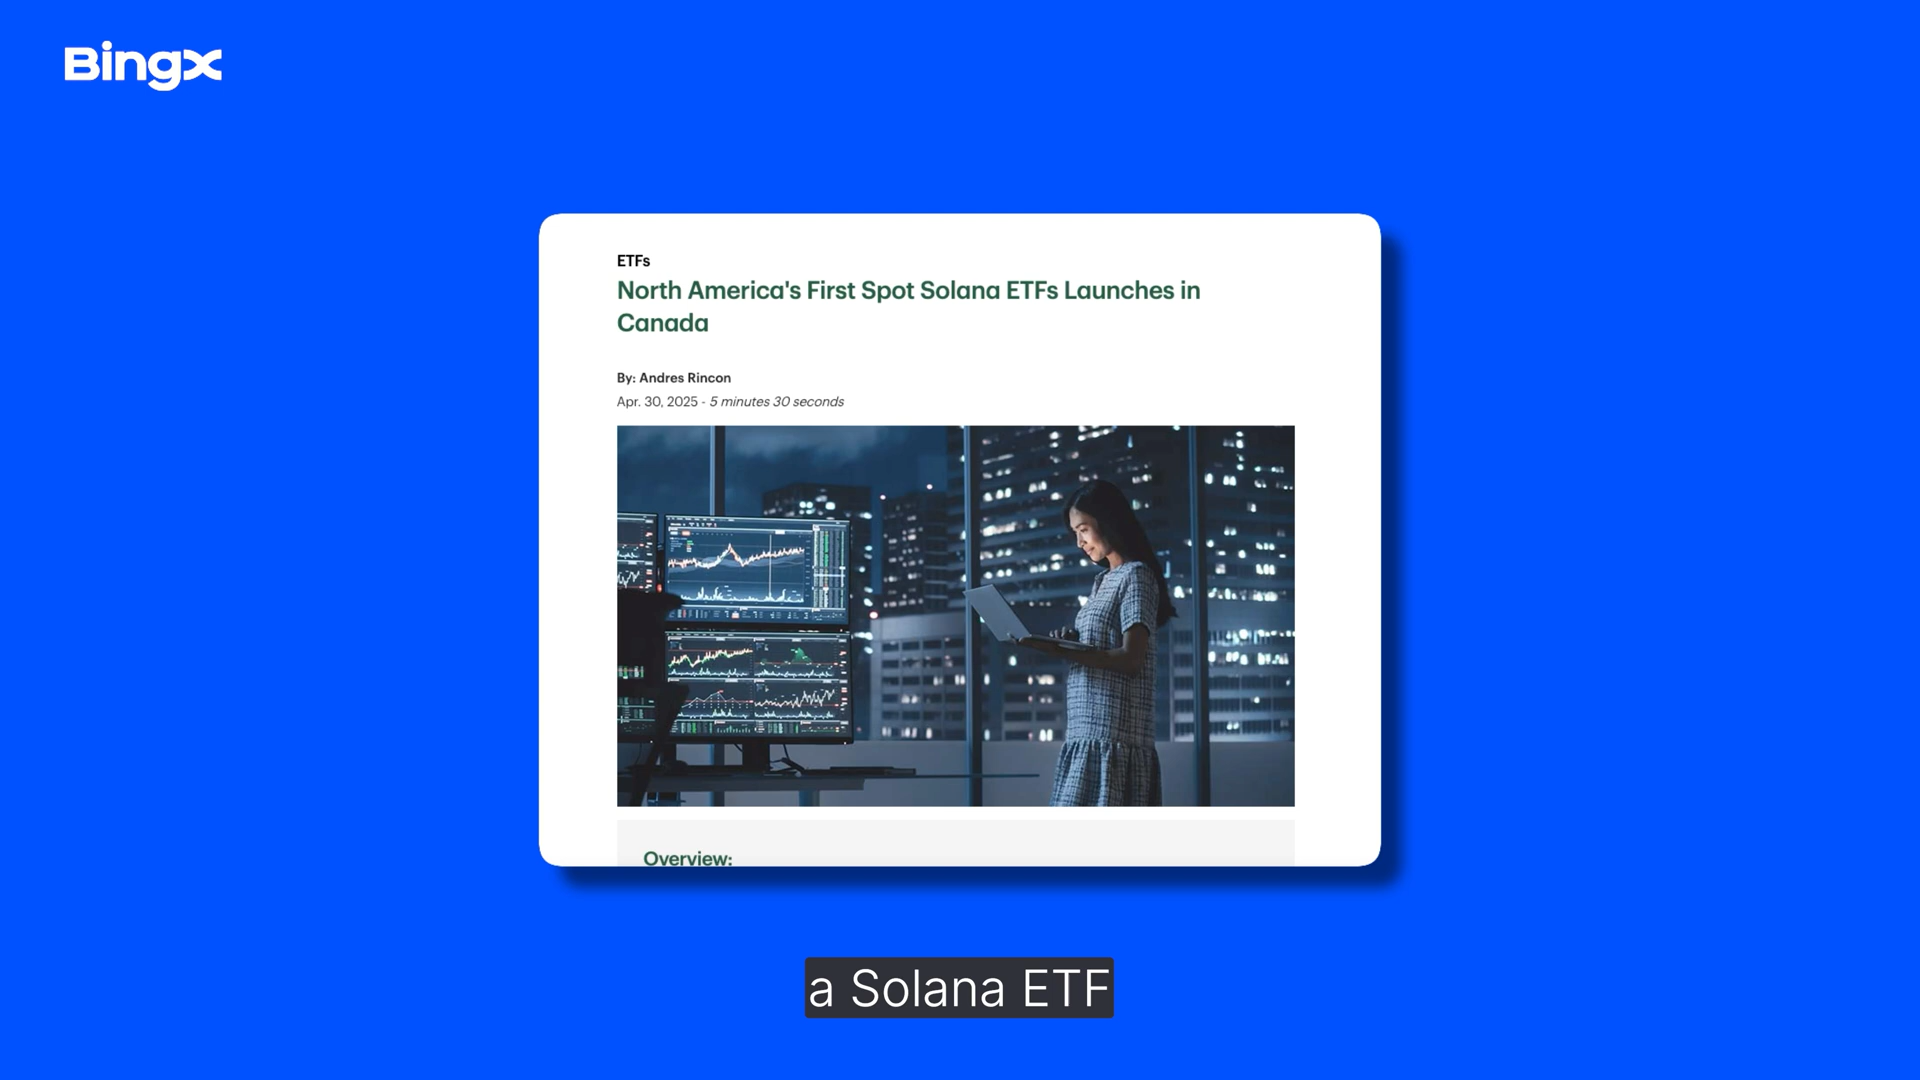 BingX
ETFs
North America's First Spot Solana ETFs Launches in
Canada
By: Andres Rincon
Apr. 30, 2025 - 5 minutes 30 seconds
Overview:
a Solana ETF